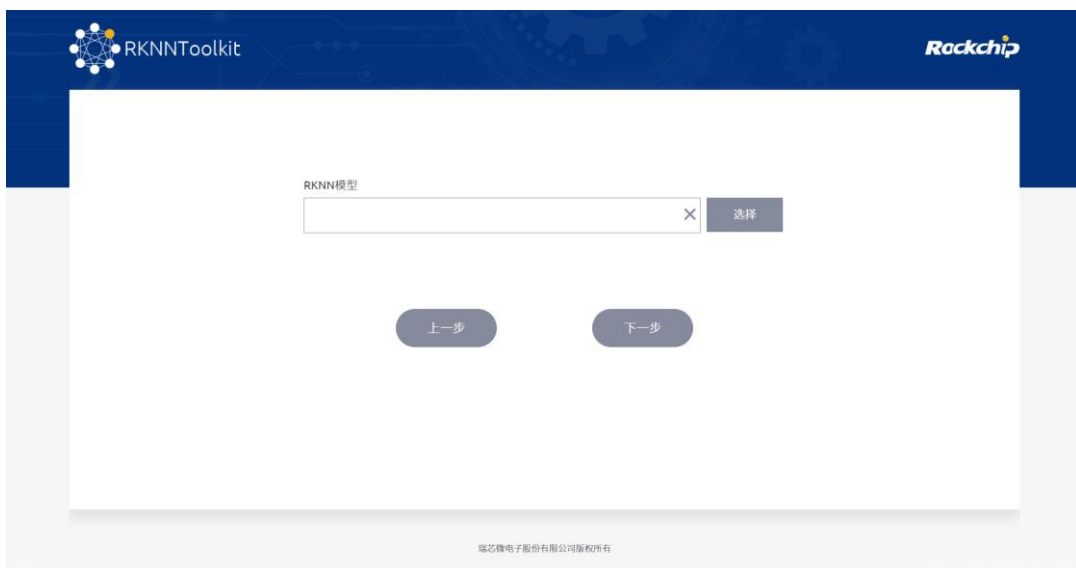 RKNNToolkit
Rockchip
RKNN模型
选择
上一步
下一步
瑞芯微电子股份有限公司版权所有